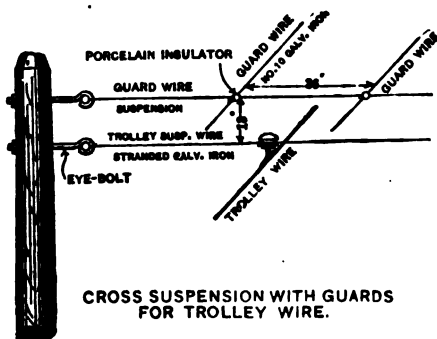 PORCELAIN INSULATOR
GUARD WIRE
NO. 10 GALV. IRON
GUARD WIRE
GUARD WIRE
SUSPENSION
TROLLEY SUSP. WIRE
STRANDED GALV. IRON
EYE-BOLT
TROLLEY WIRE
CROSS SUSPENSION WITH GUARDS
FOR TROLLEY WIRE.